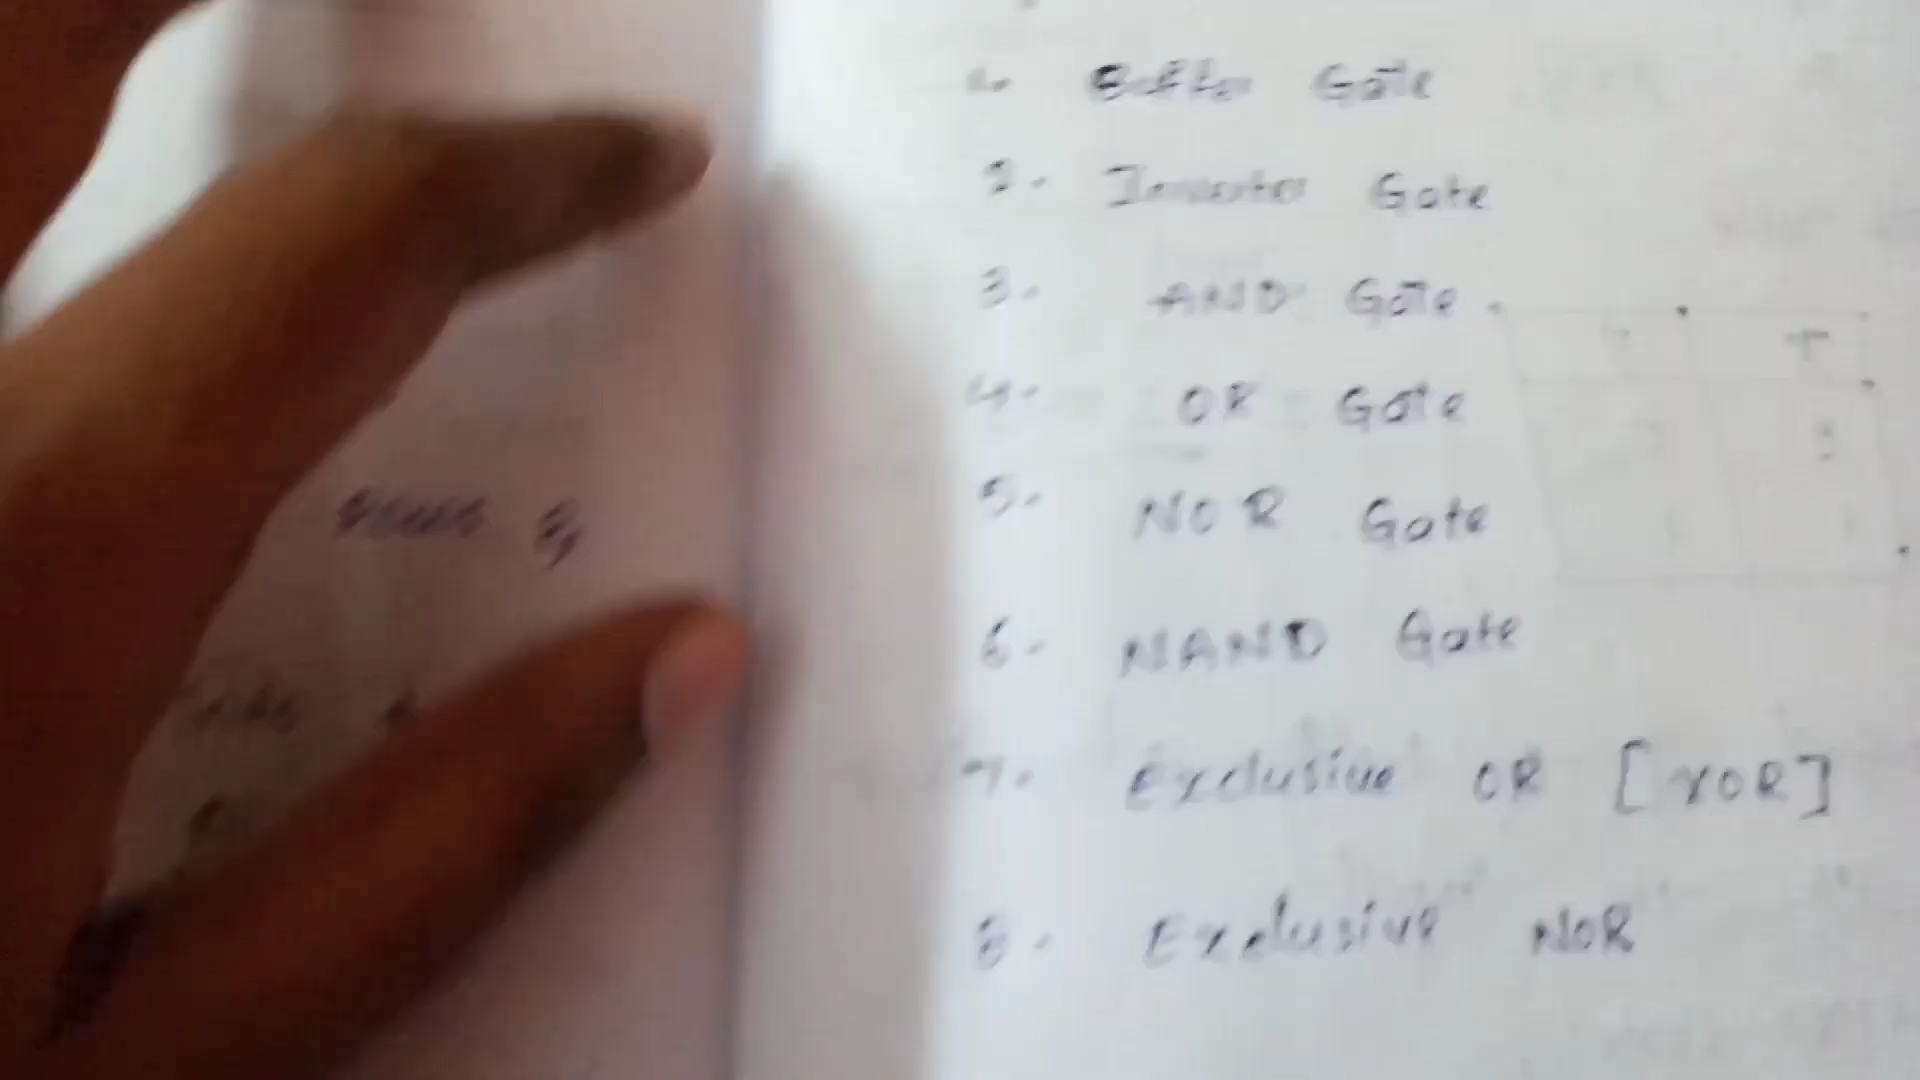 1. Buffer Gate
2. Inverter Gate
3. AND Gate
4. OR Gate
5. NOR Gate
6. NAND Gate
7. Exclusive OR [XOR]
8. Exclusive NOR